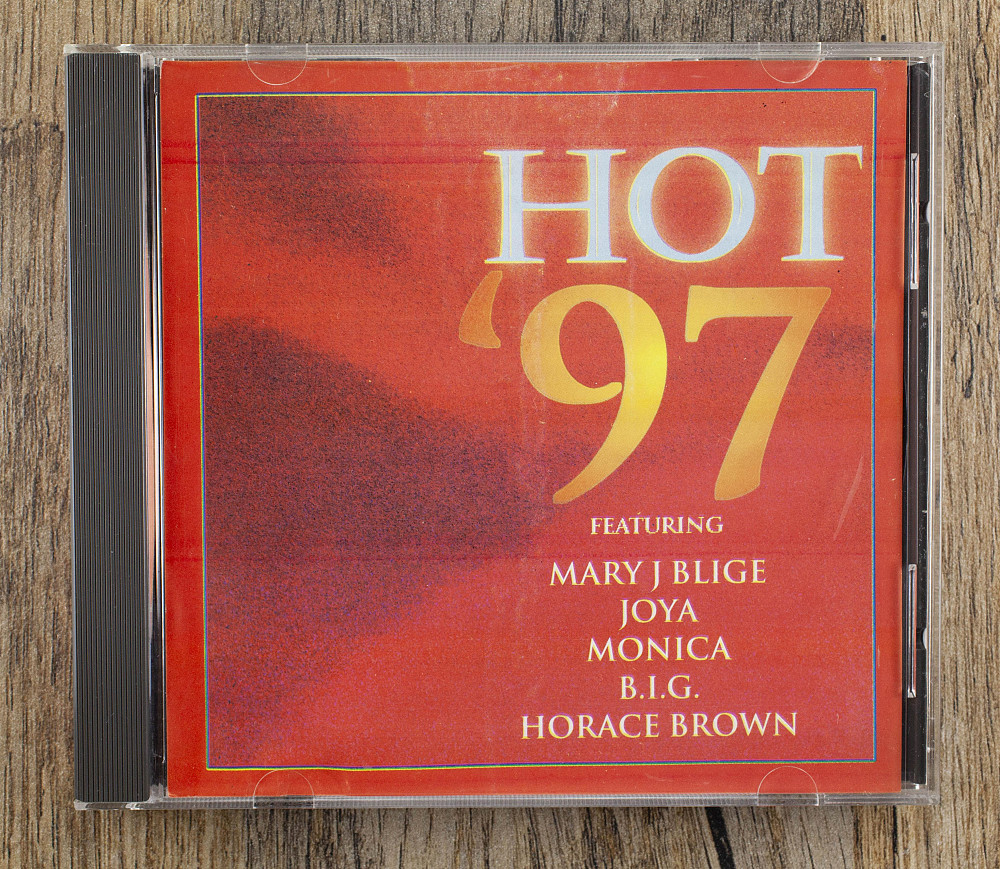 HOT
‘97
FEATURING
MARY J BLIGE
JOYA
MONICA
B.I.G.
HORACE BROWN